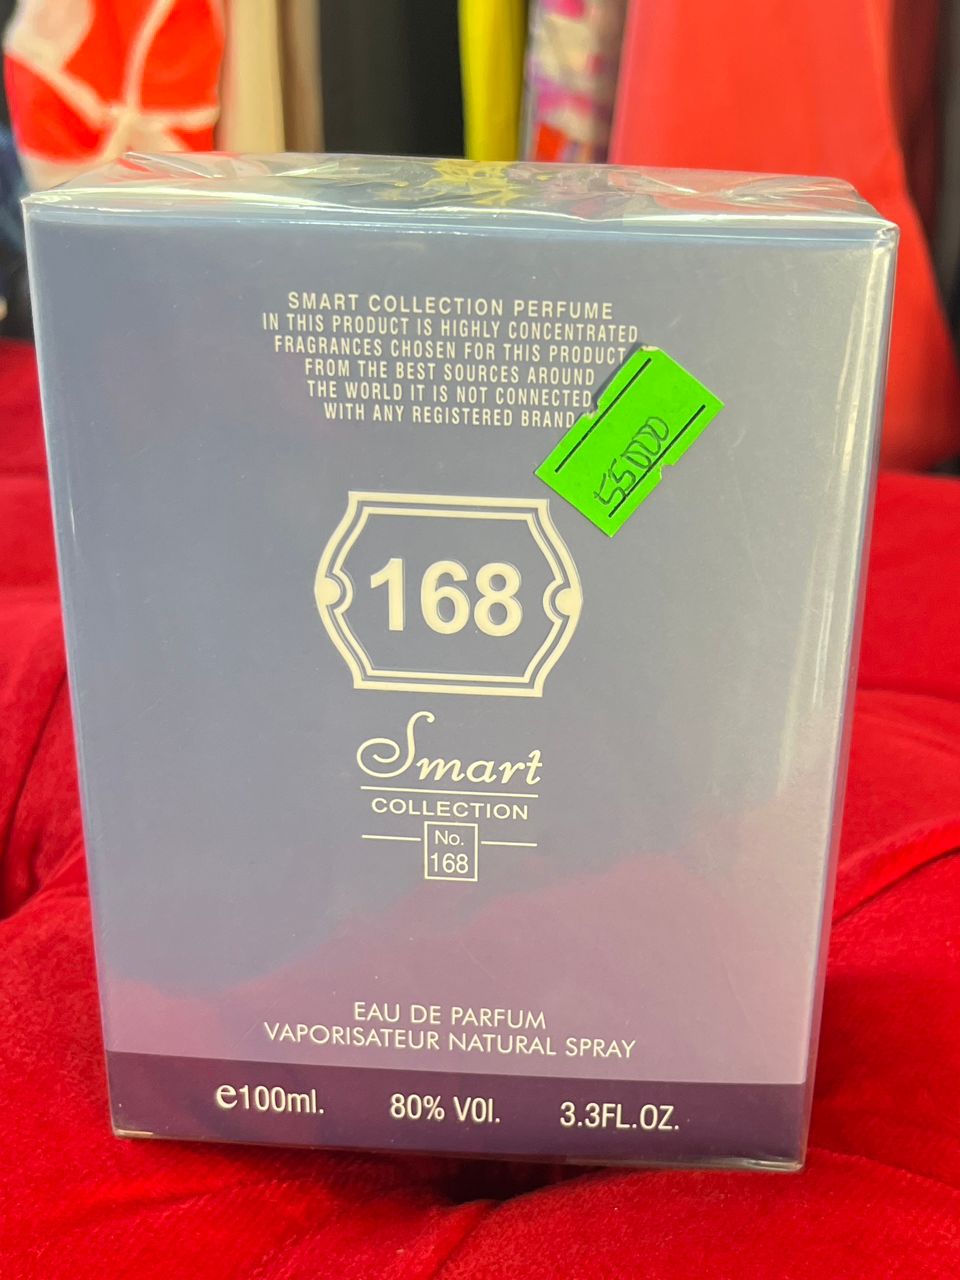 SMART COLLECTION PERFUME
IN THIS PRODUCT IS HIGHLY CONCENTRATED
FRAGRANCES CHOSEN FOR THIS PRODUCT
FROM THE BEST SOURCES AROUND
THE WORLD IT IS NOT CONNECTED
WITH ANY REGISTERED BRAND
55000
168
Smart
COLLECTION
No.
168
EAU DE PARFUM
VAPORISATEUR NATURAL SPRAY
e100ml. 80% VOl. 3.3FL.OZ.